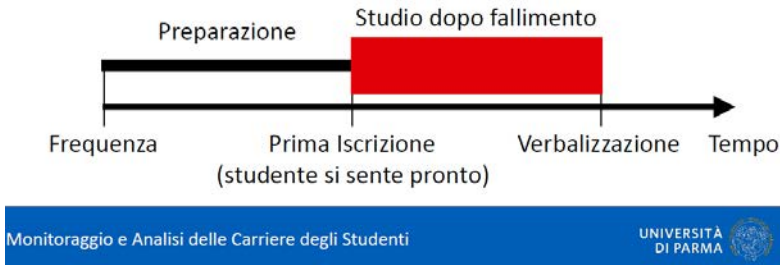 Studio dopo fallimento
Preparazione
Frequenza
Prima Iscrizione
(studente si sente pronto)
Verbalizzazione
Tempo
Monitoraggio e Analisi delle Carriere degli Studenti
UNIVERSITÀ
DI PARMA